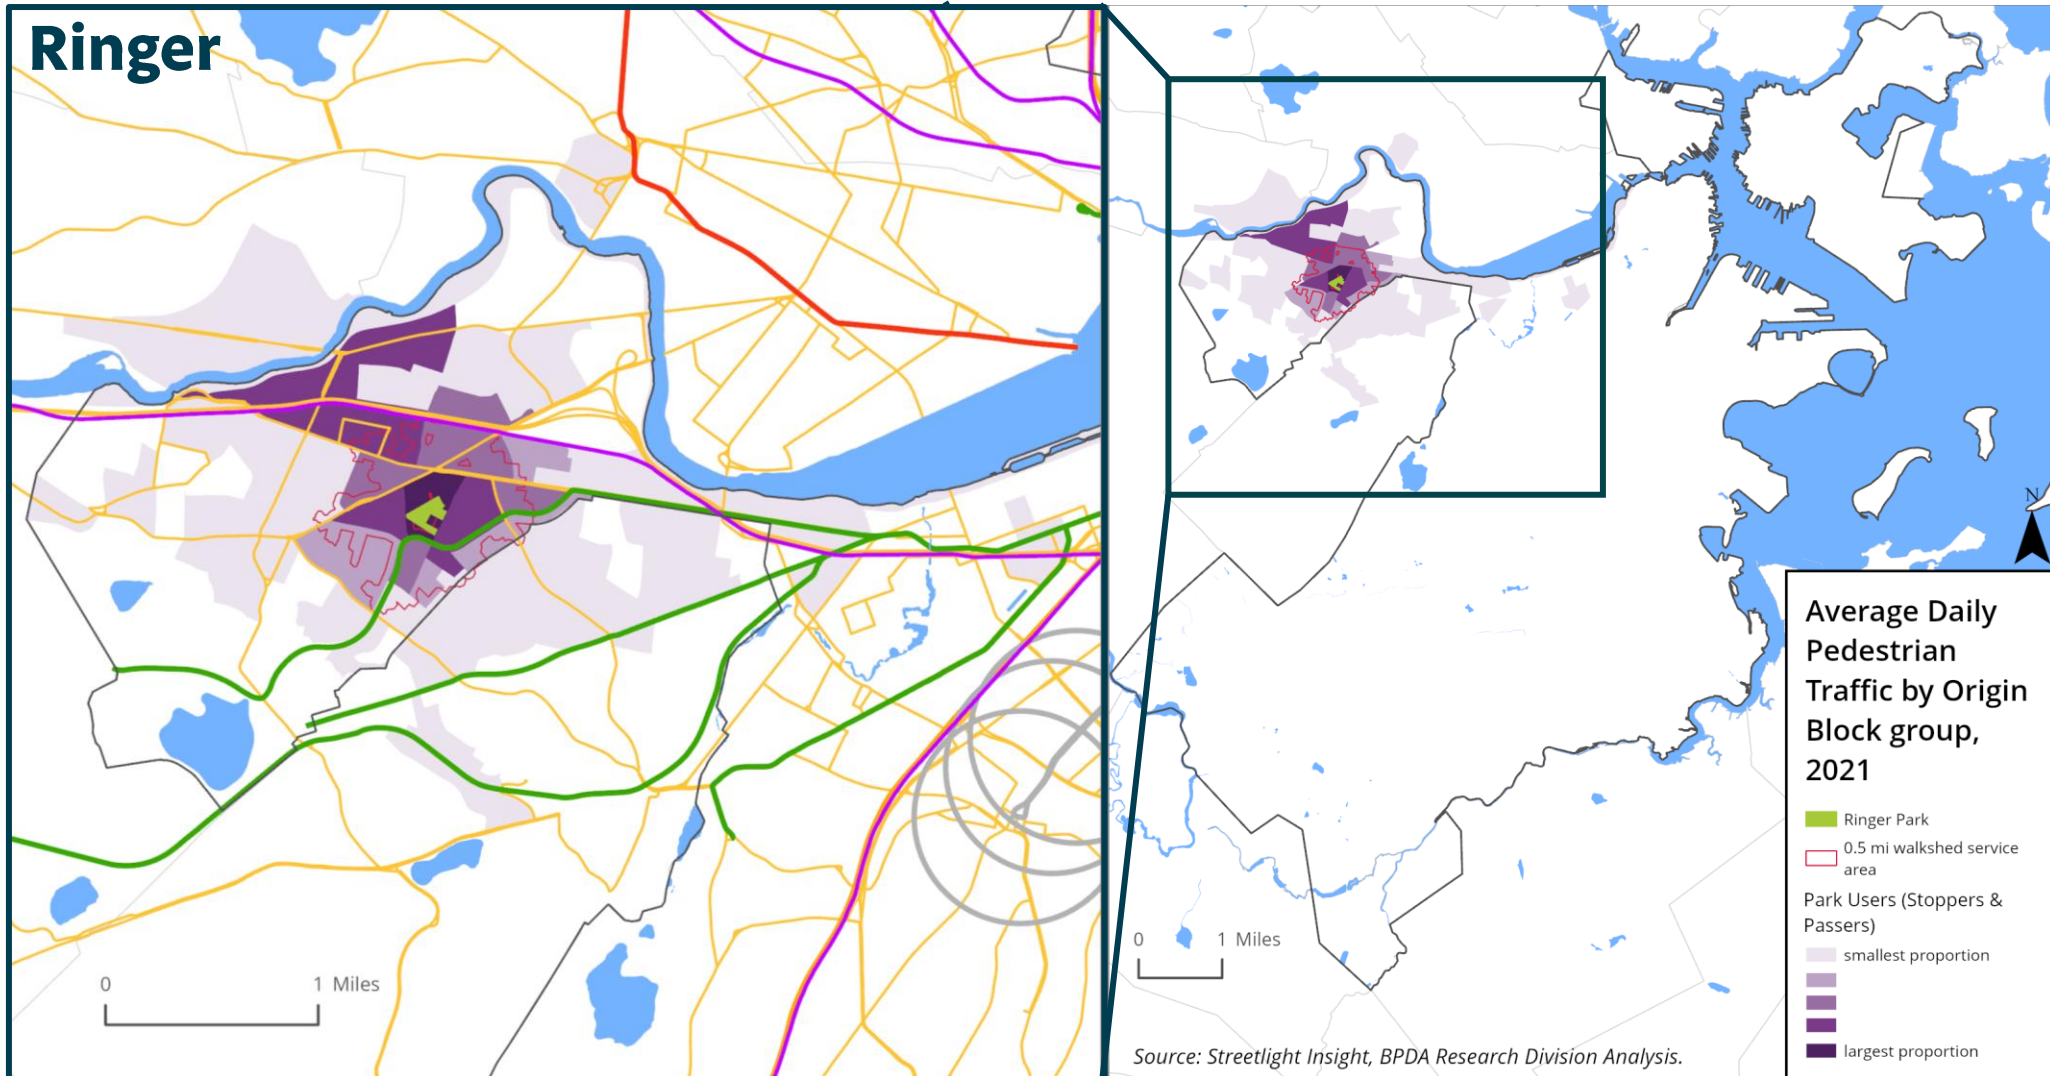 Ringer
0 1 Miles
0 1 Miles
Source: Streetlight Insight, BPDA Research Division Analysis.
N
Average Daily
Pedestrian
Traffic by Origin
Block group,
2021
Ringer Park
0.5 mi walkshed service
area
Park Users (Stoppers &
Passers)
smallest proportion
largest proportion